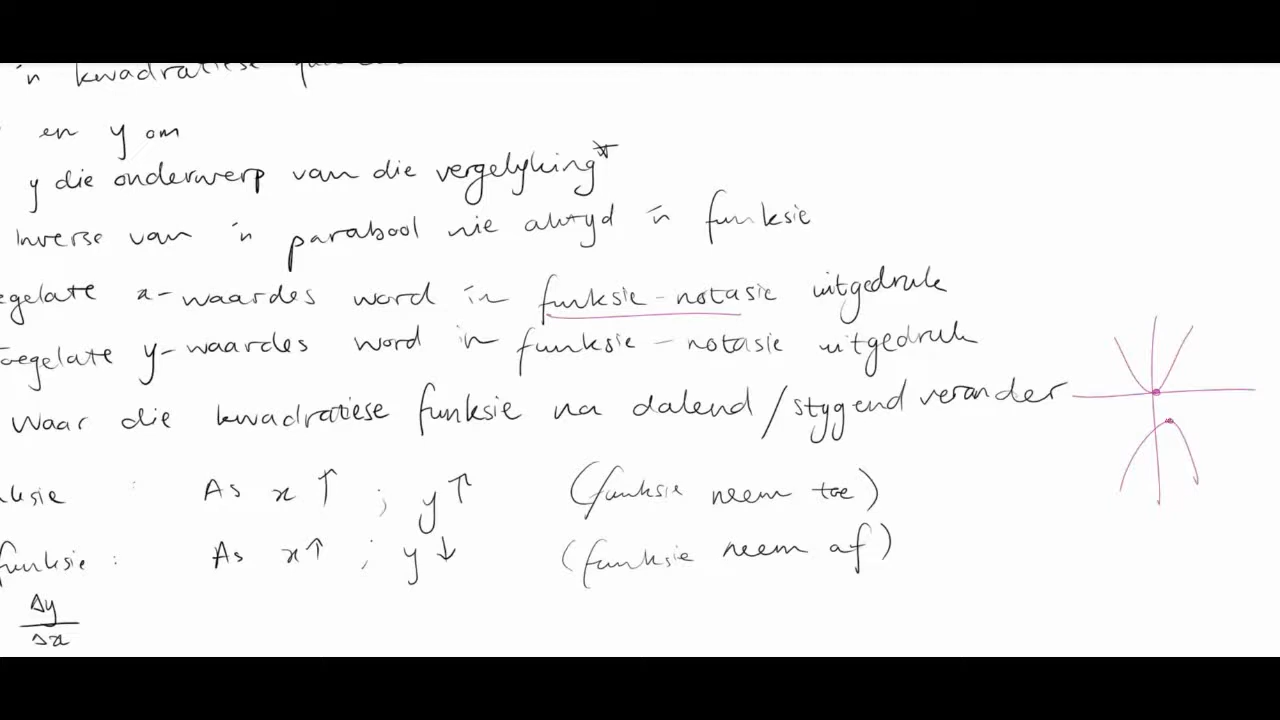 'n kwadratiese
en y om
y die onderwerp van die vergelyking*
Inverse van 'n parabool nie altyd 'n funksie
egelate x-waardes word in funksie-notasie uitgedruk
oegelate y-waardes word in funksie-notasie uitgedruk
waar die kwadratiese funksie na dalend/stygend verander
ksie : As x ↑ ; y ↑ (funksie neem toe)
funksie : As x ↑ ; y ↓ (funksie neem af)
Δy
Δx